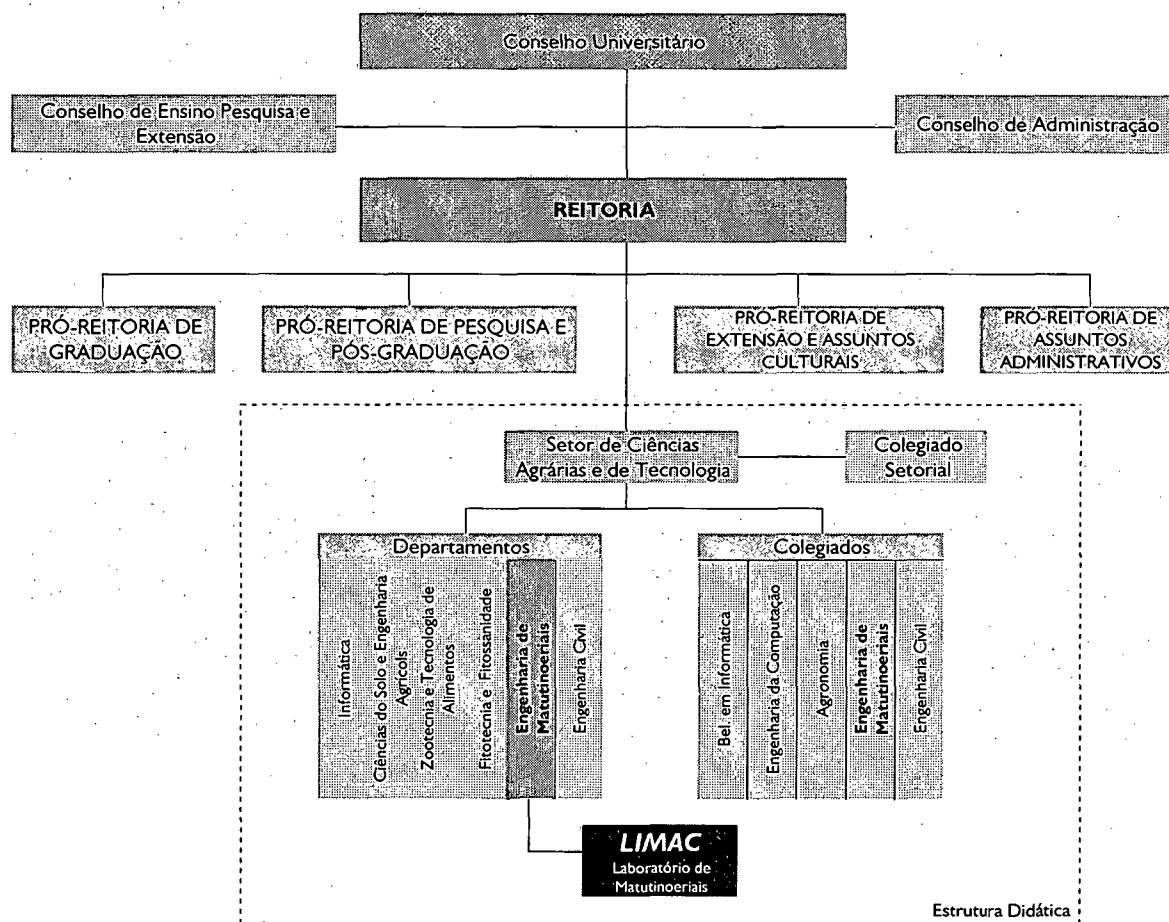 Conselho Universitário
Conselho de Ensino Pesquisa e
Extensão
Conselho de Administração
REITORIA
PRÓ-REITORIA DE
GRADUAÇÃO
PRÓ-REITORIA DE PESQUISA E
PÓS-GRADUAÇÃO
PRÓ-REITORIA DE
EXTENSÃO E ASSUNTOS
CULTURAIS
PRÓ-REITORIA DE
ASSUNTOS
ADMINISTRATIVOS
Setor de Ciências
Agrárias e de Tecnologia
Colegiado
Setorial
Departamentos
Informática
Ciências do Solo e Engenharia
Agricols
Zootecnia e Tecnologia de
Alimentos
Fitotecnia e Fitossanidade
Engenharia de
Matutinoeriais
Engenharia Civil
Colegiados
Bel. em Informática
Engenharia da Computação
Agronomia
Engenharia de
Matutinoeriais
Engenharia Civil
LIMAC
Laboratório de
Matutinoeriais
Estrutura Didática